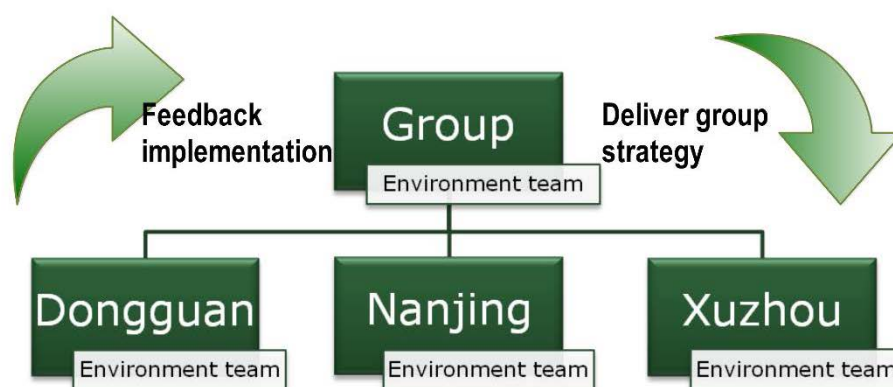 Feedback
implementation
Group
Environment team
Deliver group
strategy
Dongguan
Environment team
Nanjing
Environment team
Xuzhou
Environment team